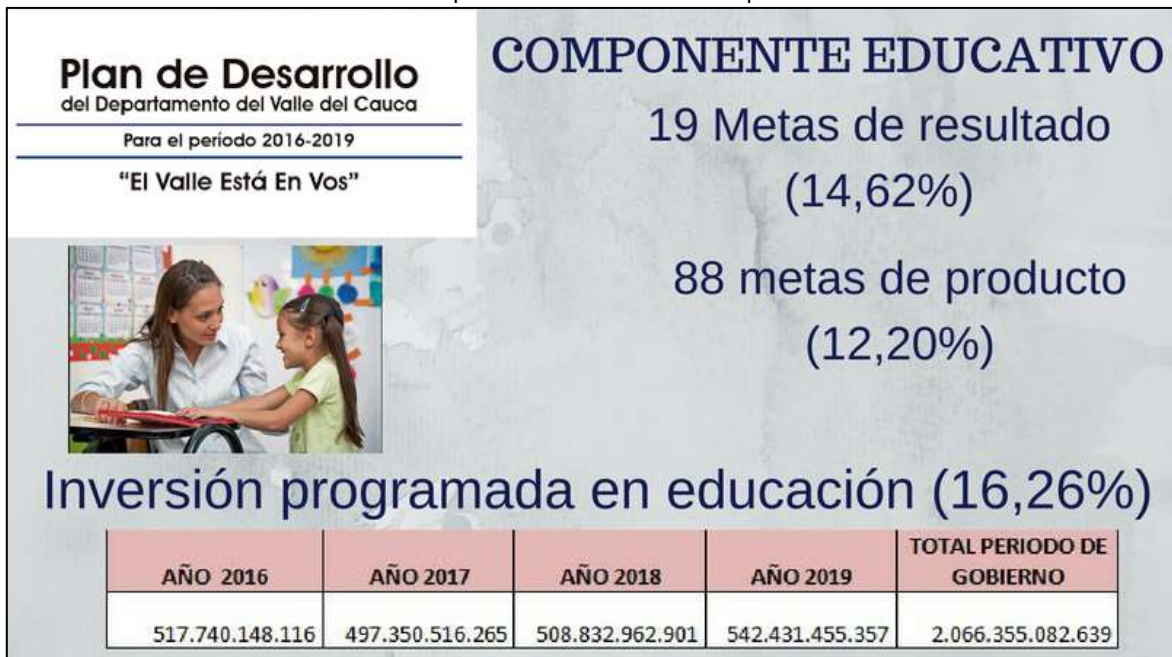 Plan de Desarrollo
del Departamento del Valle del Cauca
Para el período 2016-2019
“El Valle Está En Vos”
COMPONENTE EDUCATIVO
19 Metas de resultado
(14,62%)
88 metas de producto
(12,20%)
Inversión programada en educación (16,26%)
AÑO 2016 AÑO 2017 AÑO 2018 AÑO 2019 TOTAL PERIODO DE GOBIERNO
517.740.148.116 497.350.516.265 508.832.962.901 542.431.455.357 2.066.355.082.639